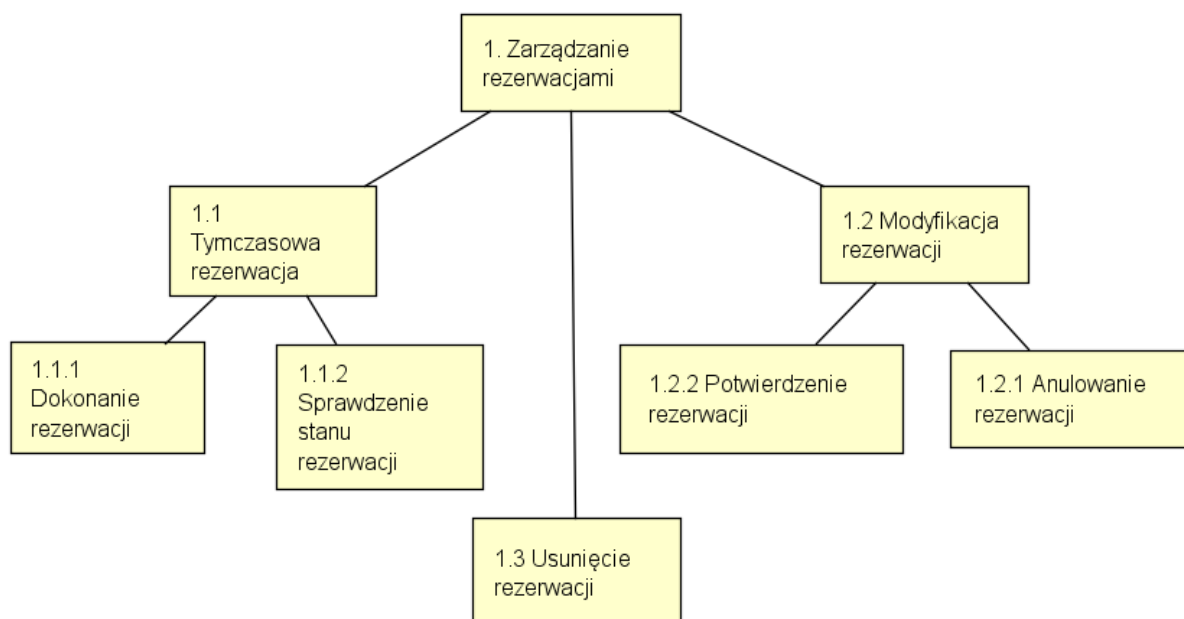 1. Zarządzanie
rezerwacjami
1.1
Tymczasowa
rezerwacja
1.2 Modyfikacja
rezerwacji
1.1.1
Dokonanie
rezerwacji
1.1.2
Sprawdzenie
stanu
rezerwacji
1.2.2 Potwierdzenie
rezerwacji
1.2.1 Anulowanie
rezerwacji
1.3 Usunięcie
rezerwacji